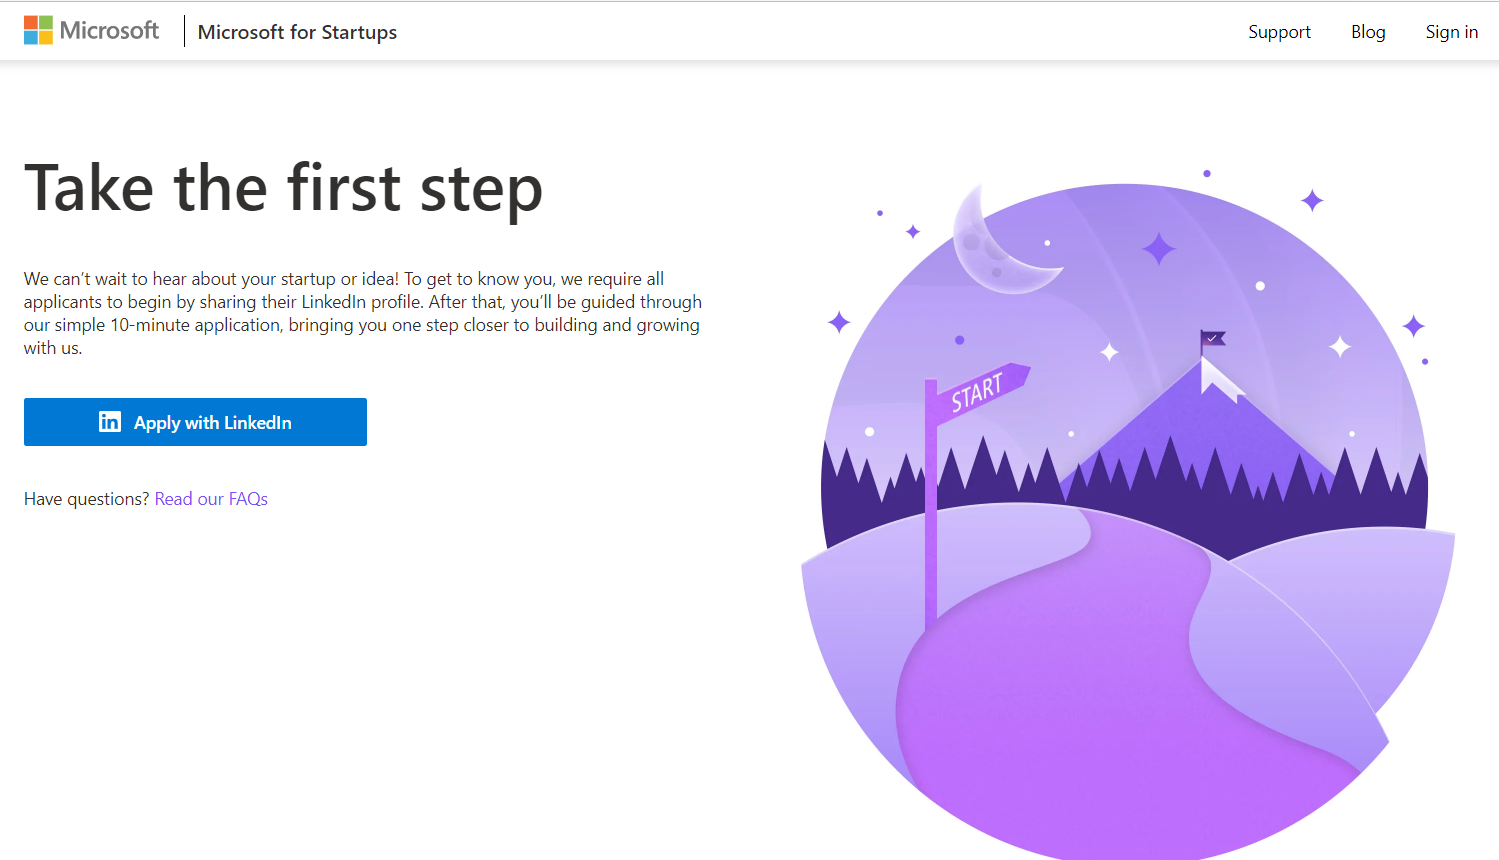 Microsoft
Microsoft for Startups
Support
Blog
Sign in
Take the first step
We can’t wait to hear about your startup or idea! To get to know you, we require all
applicants to begin by sharing their LinkedIn profile. After that, you’ll be guided through
our simple 10-minute application, bringing you one step closer to building and growing
with us.
START
in Apply with LinkedIn
Have questions? Read our FAQs